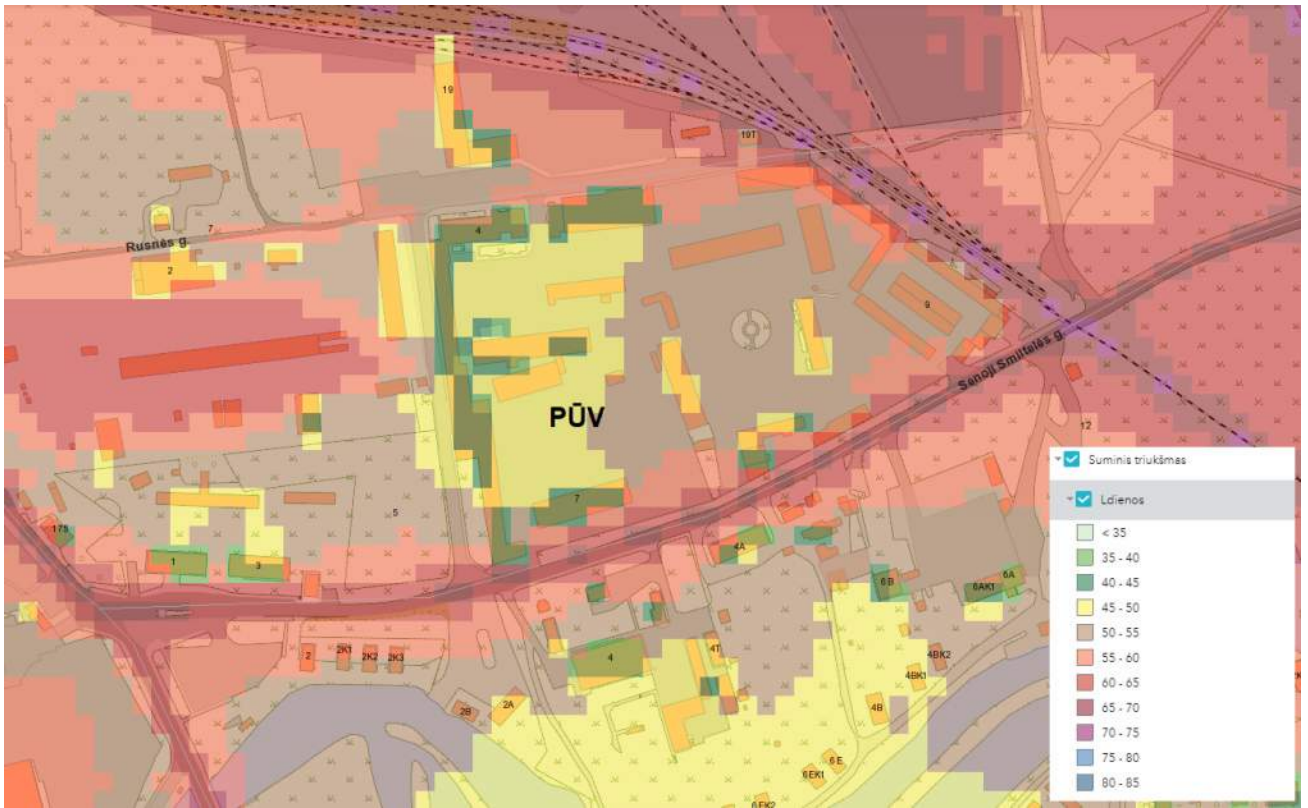 19
19T
Rusnės g.
7
4
2
9
Senoji Smiltelės g.
PŪV
12
175
5
7
1
3
4A
6B
6AK1
6A
2
2K1
2K2
2K3
4
4T
4BK2
4BK1
2B
2A
4B
6E
6EK1
6EK2
Suminis triukšmas
Ldienos
< 35
35 - 40
40 - 45
45 - 50
50 - 55
55 - 60
60 - 65
65 - 70
70 - 75
75 - 80
80 - 85